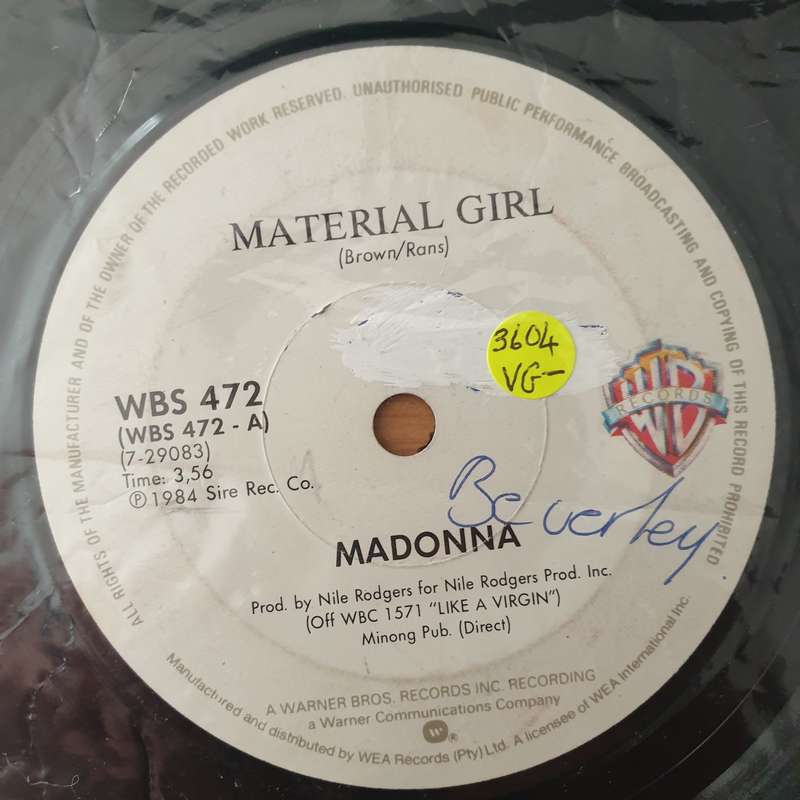 ALL RIGHTS OF THE MANUFACTURER AND OF THE OWNER OF THE RECORDED WORK RESERVED. UNAUTHORISED PUBLIC PERFORMANCE BROADCASTING AND COPYING OF THIS RECORD PROHIBITED
MATERIAL GIRL
(Brown/Rans)
3604
VG-
WBS 472
(WBS 472 - A)
(7-29083)
Time: 3,56
℗ 1984 Sire Rec. Co.
WB
RECORDS
Beverley
MADONNA
Prod. by Nile Rodgers for Nile Rodgers Prod. Inc.
(Off WBC 1571 "LIKE A VIRGIN")
Minong Pub. (Direct)
A WARNER BROS. RECORDS INC. RECORDING
a Warner Communications Company
Manufactured and distributed by WEA Records (Pty) Ltd. A licensee of WEA International Inc.